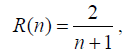 R(n) = 2/(n+1),